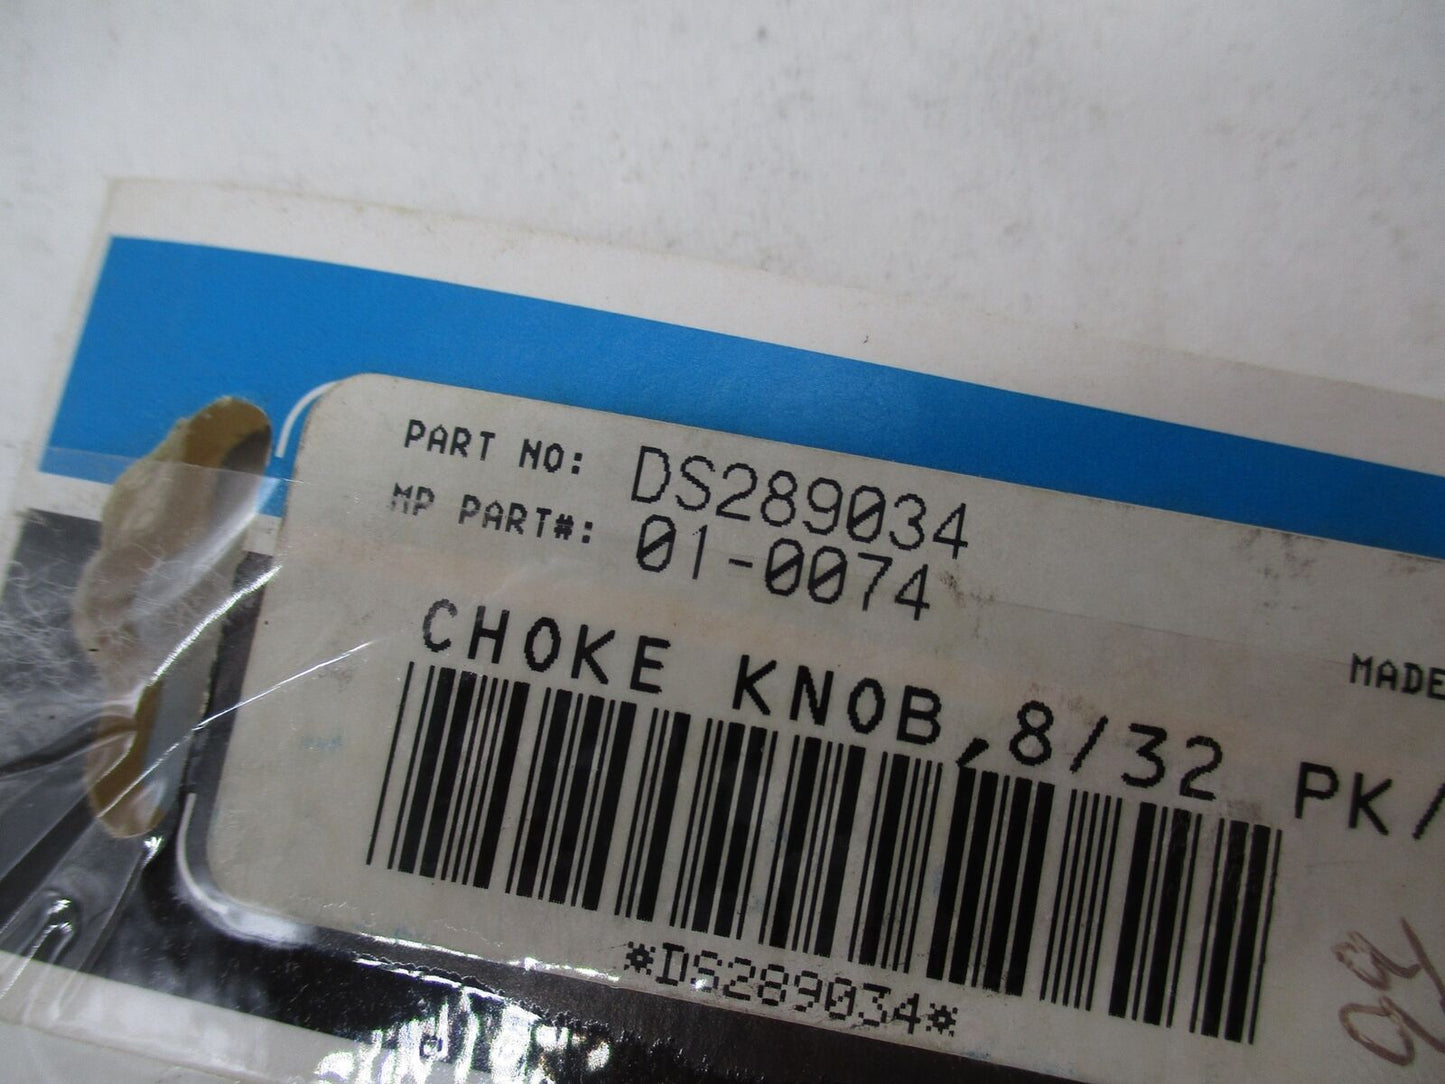 PART NO: DS289034
MP PART#: 01-0074
CHOKE KNOB,8/32 PK/
MADE
*DS289034*